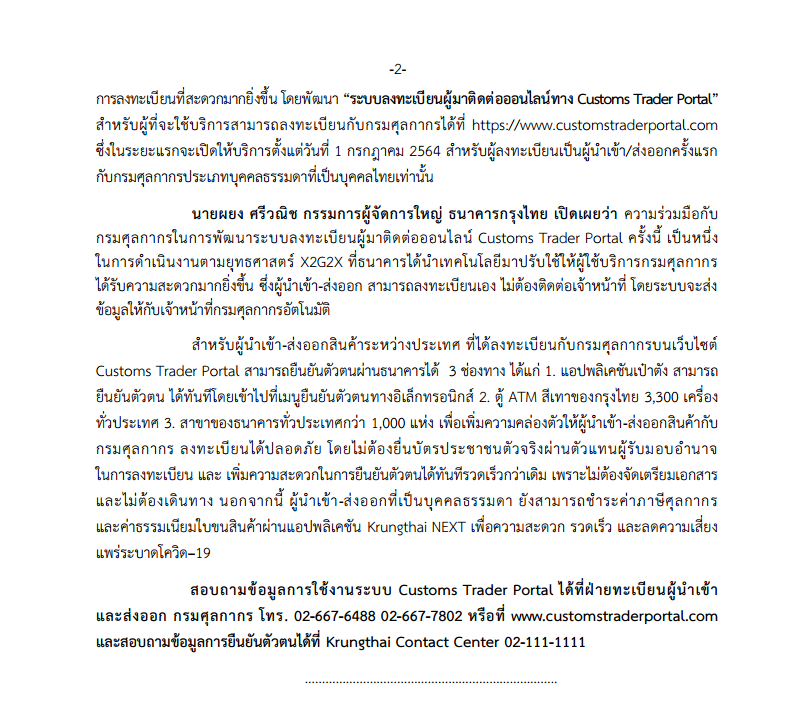 -2-
การลงทะเบียนที่สะดวกมากยิ่งขึ้น โดยพัฒนา “ระบบลงทะเบียนผู้มาติดต่อออนไลน์ทาง Customs Trader Portal”
สำหรับผู้ที่จะใช้บริการสามารถลงทะเบียนกับกรมศุลกากรได้ที่ https://www.customstraderportal.com
ซึ่งในระยะแรกจะเปิดให้บริการตั้งแต่วันที่ 1 กรกฎาคม 2564 สำหรับผู้ลงทะเบียนเป็นผู้นำเข้า/ส่งออกครั้งแรก
กับกรมศุลกากรประเภทบุคคลธรรมดาที่เป็นบุคคลไทยเท่านั้น
นายผยง ศรีวณิช กรรมการผู้จัดการใหญ่ ธนาคารกรุงไทย เปิดเผยว่า ความร่วมมือกับ
กรมศุลกากรในการพัฒนาระบบลงทะเบียนผู้มาติดต่อออนไลน์ Customs Trader Portal ครั้งนี้ เป็นหนึ่ง
ในการดำเนินงานตามยุทธศาสตร์ X2G2X ที่ธนาคารได้นำเทคโนโลยีมาปรับใช้ให้ผู้ใช้บริการกรมศุลกากร
ได้รับความสะดวกมากยิ่งขึ้น ซึ่งผู้นำเข้า-ส่งออก สามารถลงทะเบียนเอง ไม่ต้องติดต่อเจ้าหน้าที่ โดยระบบจะส่ง
ข้อมูลให้กับเจ้าหน้าที่กรมศุลกากรอัตโนมัติ
สำหรับผู้นำเข้า-ส่งออกสินค้าระหว่างประเทศ ที่ได้ลงทะเบียนกับกรมศุลกากรบนเว็บไซต์
Customs Trader Portal สามารถยืนยันตัวตนผ่านธนาคารได้ 3 ช่องทาง ได้แก่ 1. แอปพลิเคชันเป๋าตัง สามารถ
ยืนยันตัวตน ได้ทันทีโดยเข้าไปที่เมนูยืนยันตัวตนทางอิเล็กทรอนิกส์ 2. ตู้ ATM สีเทาของกรุงไทย 3,300 เครื่อง
ทั่วประเทศ 3. สาขาของธนาคารทั่วประเทศกว่า 1,000 แห่ง เพื่อเพิ่มความคล่องตัวให้ผู้นำเข้า-ส่งออกสินค้ากับ
กรมศุลกากร ลงทะเบียนได้ปลอดภัย โดยไม่ต้องยื่นบัตรประชาชนตัวจริงผ่านตัวแทนผู้รับมอบอำนาจ
ในการลงทะเบียน และ เพิ่มความสะดวกในการยืนยันตัวตนได้ทันทีรวดเร็วกว่าเดิม เพราะไม่ต้องจัดเตรียมเอกสาร
และไม่ต้องเดินทาง นอกจากนี้ ผู้นำเข้า-ส่งออกที่เป็นบุคคลธรรมดา ยังสามารถชำระค่าภาษีศุลกากร
และค่าธรรมเนียมใบขนสินค้าผ่านแอปพลิเคชัน Krungthai NEXT เพื่อความสะดวก รวดเร็ว และลดความเสี่ยง
แพร่ระบาดโควิด–19
สอบถามข้อมูลการใช้งานระบบ Customs Trader Portal ได้ที่ฝ่ายทะเบียนผู้นำเข้า
และส่งออก กรมศุลกากร โทร. 02-667-6488 02-667-7802 หรือที่ www.customstraderportal.com
และสอบถามข้อมูลการยืนยันตัวตนได้ที่ Krungthai Contact Center 02-111-1111
..........................................................................